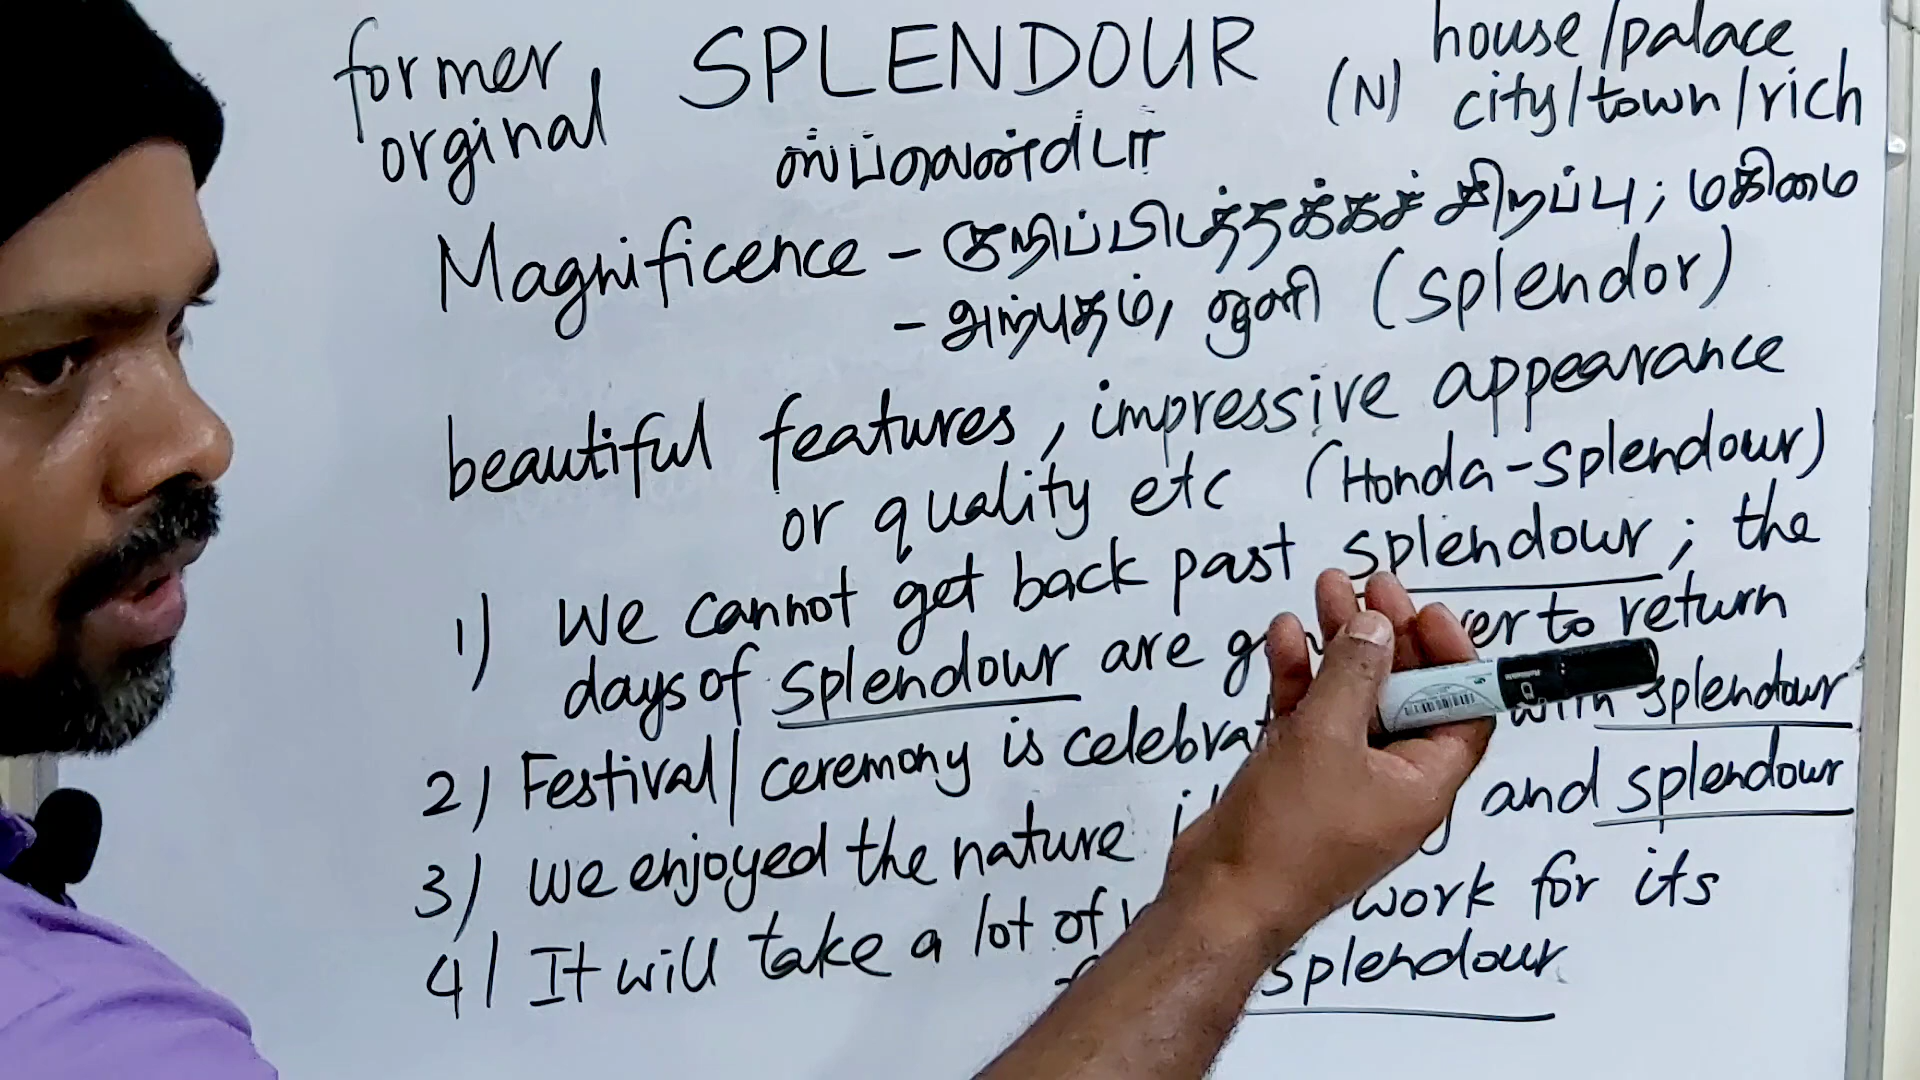 former
orginal
SPLENDOUR
(N)
house/palace
city/town/rich
ஸ்ப்லெண்டர்
Magnificence - குறிப்பிடத்தக்கச் சிறப்பு; மகிமை
- அற்புதம், ஒளி (splendor)
beautiful features, impressive appearance
or quality etc (Honda-splendour)
1) We cannot get back past splendour; the
days of splendour are to return
2) Festival/ceremony is with splendour
3) we enjoyed the nature and splendour
4) It will take a lot of work for its
splendour